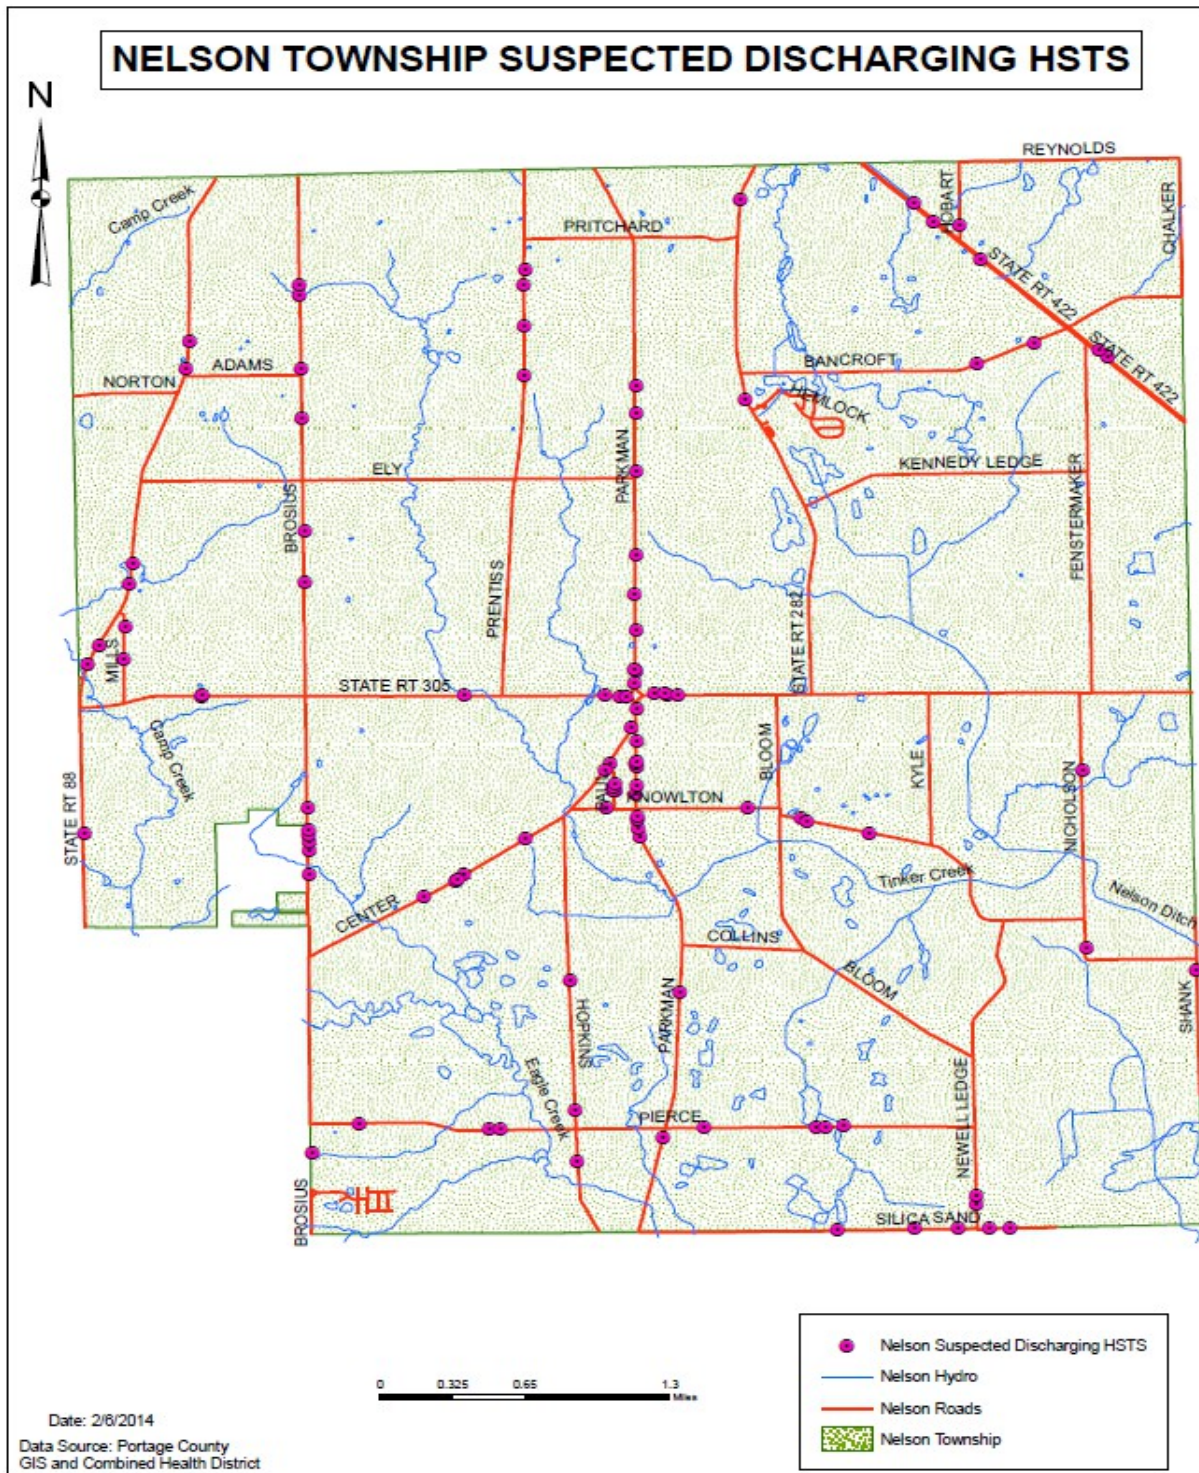 NELSON TOWNSHIP SUSPECTED DISCHARGING HSTS
N
REYNOLDS
Camp Creek
HOBART
CHALKER
PRITCHARD
STATE RT 422
STATE RT 422
BANCROFT
ADAMS
NORTON
HEMLOCK
PARKMAN
KENNEDY LEDGE
ELY
BROSIUS
FENSTERMAKER
PRENTISS
STATE RT 282
MILLS
STATE RT 305
Camp Creek
BLOOM
KYLE
NICHOLSON
STATE RT 88
KNOWLTON
Tinker Creek
Nelson Ditch
CENTER
COLLINS
BLOOM
SHANK
HOPKINS
PARKMAN
Eagle Creek
PIERCE
NEWELL LEDGE
BROSIUS
SILICA SAND
Nelson Suspected Discharging HSTS
Nelson Hydro
Nelson Roads
Nelson Township
0 0.325 0.65 1.3
Miles
Date: 2/6/2014
Data Source: Portage County
GIS and Combined Health District